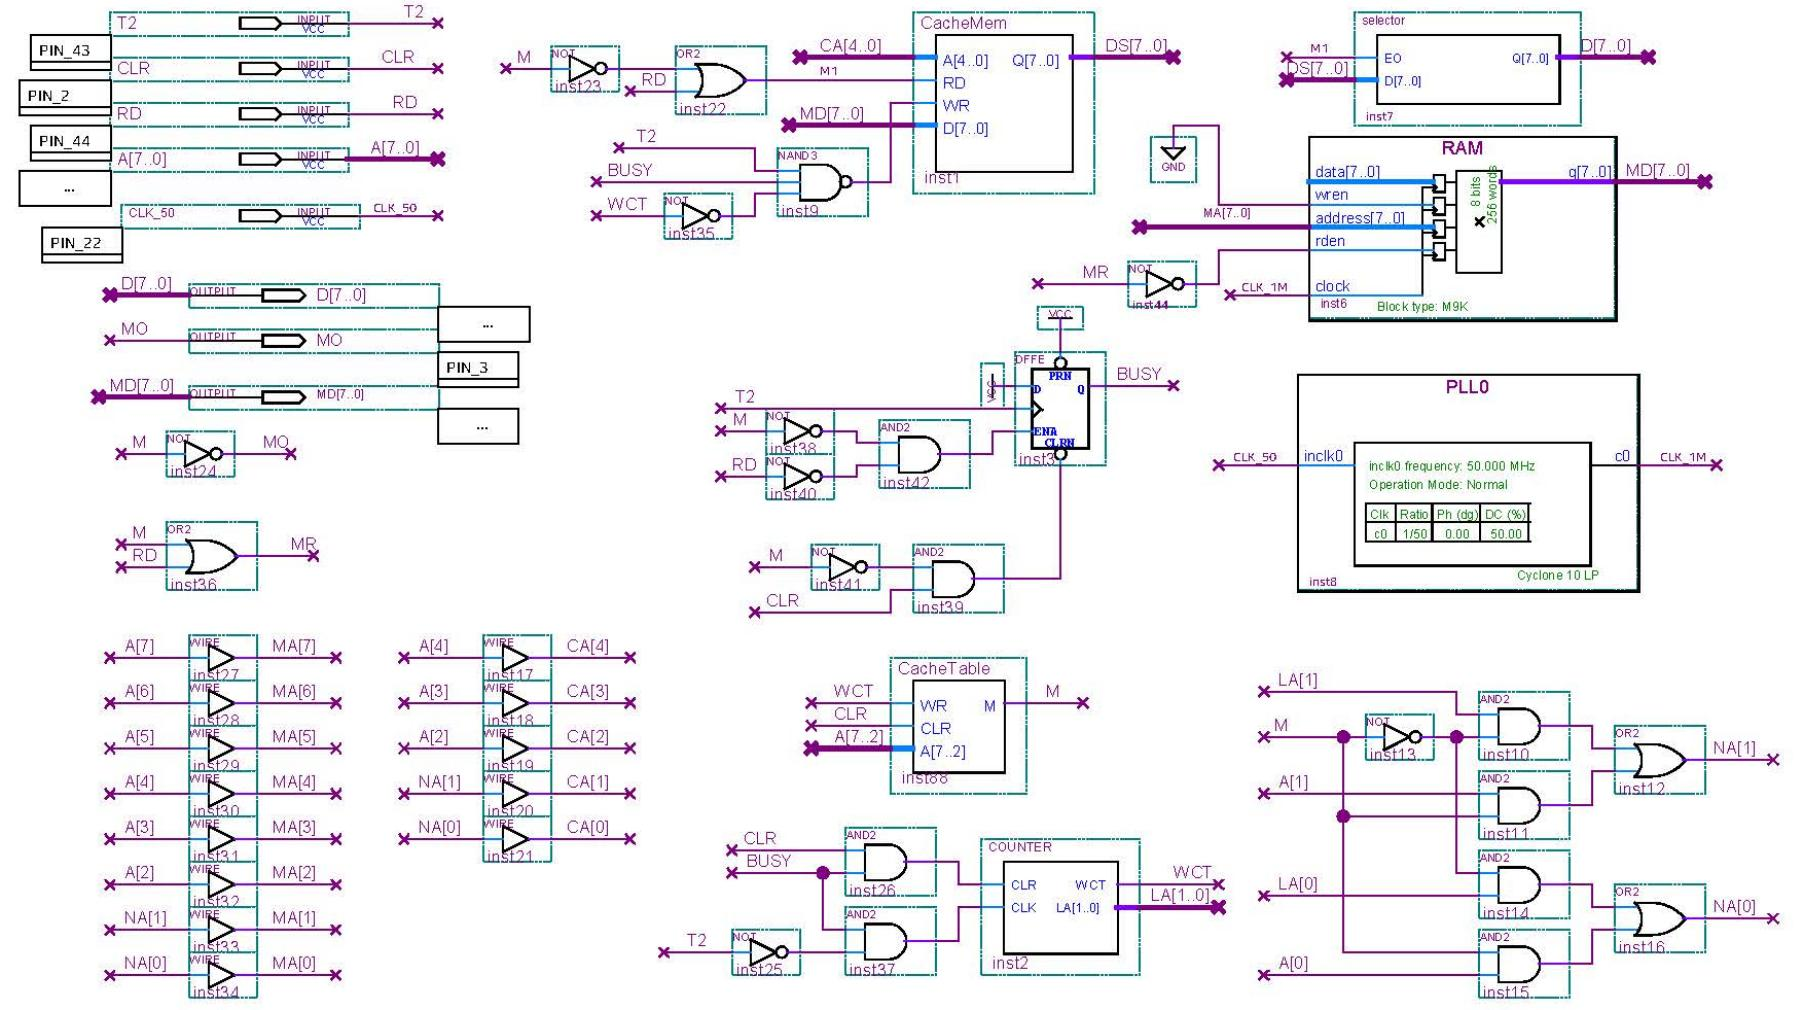 T2 INPUT VCC T2
PIN_43
CLR INPUT VCC CLR
PIN_2
RD INPUT VCC RD
PIN_44
A[7..0] INPUT VCC A[7..0]
...
CLK_50 INPUT VCC CLK_50
PIN_22
D[7..0] OUTPUT D[7..0]
...
MO OUTPUT MO
PIN_3
MD[7..0] OUTPUT MD[7..0]
...
M NOT MO
inst24
OR2
M
RD MR
inst36
M NOT
inst23
OR2
RD M1
inst22
T2
BUSY
WCT NOT
inst35
NAND3
inst9
CacheMem
CA[4..0] A[4..0] Q[7..0] DS[7..0]
RD
WR
MD[7..0] D[7..0]
inst1
selector
M1 EO Q[7..0] D[7..0]
DS[7..0] D[7..0]
inst7
GND
RAM
data[7..0] q[7..0] MD[7..0]
wren
MA[7..0] address[7..0]
rden
8 bits
256 words
CLK_1M clock
inst6
Block type: M9K
MR NOT
inst44
VCC
VCC
DFFE
PRN
D Q BUSY
ENA
CLRN
inst3
T2
M NOT
inst38
RD NOT
inst40
AND2
inst42
M NOT
inst41
CLR
AND2
inst39
PLL0
CLK_50 inclk0 c0 CLK_1M
inclk0 frequency: 50.000 MHz
Operation Mode: Normal
Clk Ratio Ph (dg) DC (%)
c0 1/50 0.00 50.00
inst8
Cyclone 10 LP
A[7] WIRE MA[7]
inst27
A[6] WIRE MA[6]
inst28
A[5] WIRE MA[5]
inst29
A[4] WIRE MA[4]
inst30
A[3] WIRE MA[3]
inst31
A[2] WIRE MA[2]
inst32
NA[1] WIRE MA[1]
inst33
NA[0] WIRE MA[0]
inst34
A[4] WIRE CA[4]
inst17
A[3] WIRE CA[3]
inst18
A[2] WIRE CA[2]
inst19
NA[1] WIRE CA[1]
inst20
NA[0] WIRE CA[0]
inst21
CacheTable
WCT WR M M
CLR CLR
A[7..2] A[7..2]
inst88
CLR
BUSY
AND2
inst26
T2 NOT
inst25
AND2
inst37
COUNTER
CLR WCT WCT
CLK LA[1..0] LA[1..0]
inst2
LA[1]
M NOT
inst13
AND2
inst10
A[1]
AND2
inst11
OR2
NA[1]
inst12
LA[0]
AND2
inst14
OR2
NA[0]
inst16
A[0]
AND2
inst15